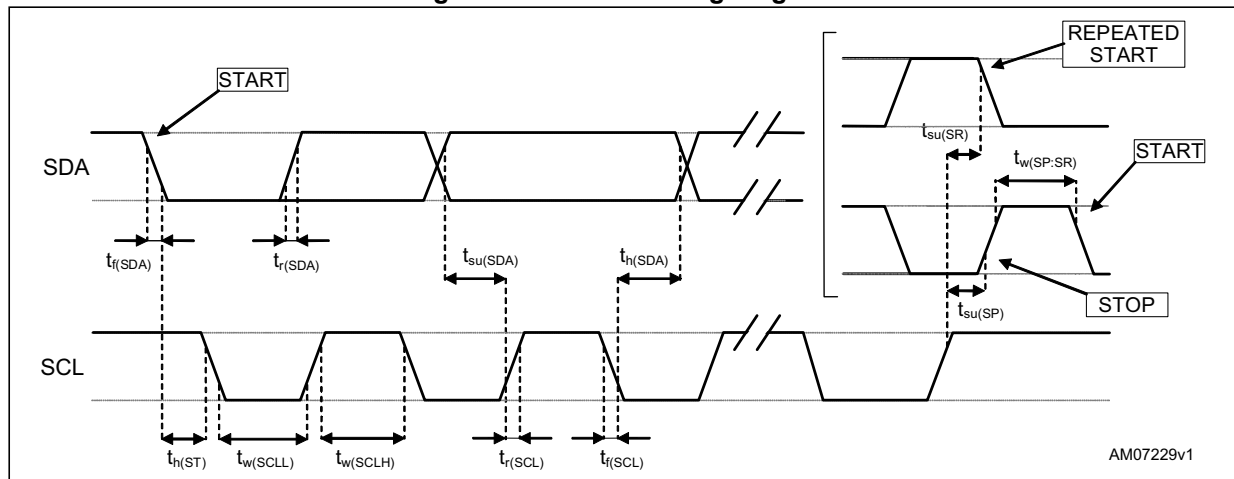 REPEATED
START
START
t_su(SR)
t_w(SP:SR)
START
SDA
t_f(SDA)
t_r(SDA)
t_su(SDA)
t_h(SDA)
t_su(SP)
STOP
SCL
t_h(ST)
t_w(SCLL)
t_w(SCLH)
t_r(SCL)
t_f(SCL)
AM07229v1